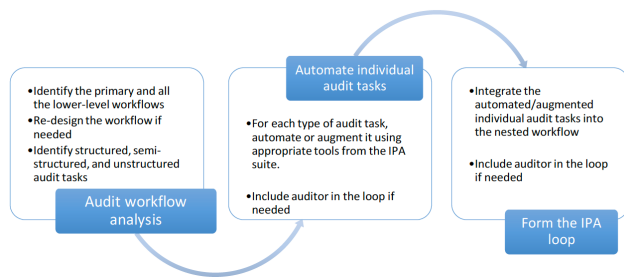 •Identify the primary and all
the lower-level workflows
•Re-design the workflow if
needed
•Identify structured, semi-
structured, and unstructured
audit tasks
Audit workflow
analysis
Automate individual
audit tasks
•For each type of audit task,
automate or augment it using
appropriate tools from the IPA
suite.
•Include auditor in the loop if
needed
•Integrate the
automated/augmented
individual audit tasks into
the nested workflow
•Include auditor in the loop
if needed
Form the IPA
loop